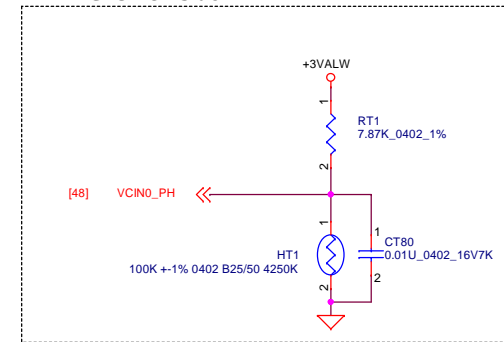 +3VALW
1
RT1
7.87K_0402_1%
2
[48] VCIN0_PH
1
1
HT1
CT80
100K +-1% 0402 B25/50 4250K
0.01U_0402_16V7K
2
2